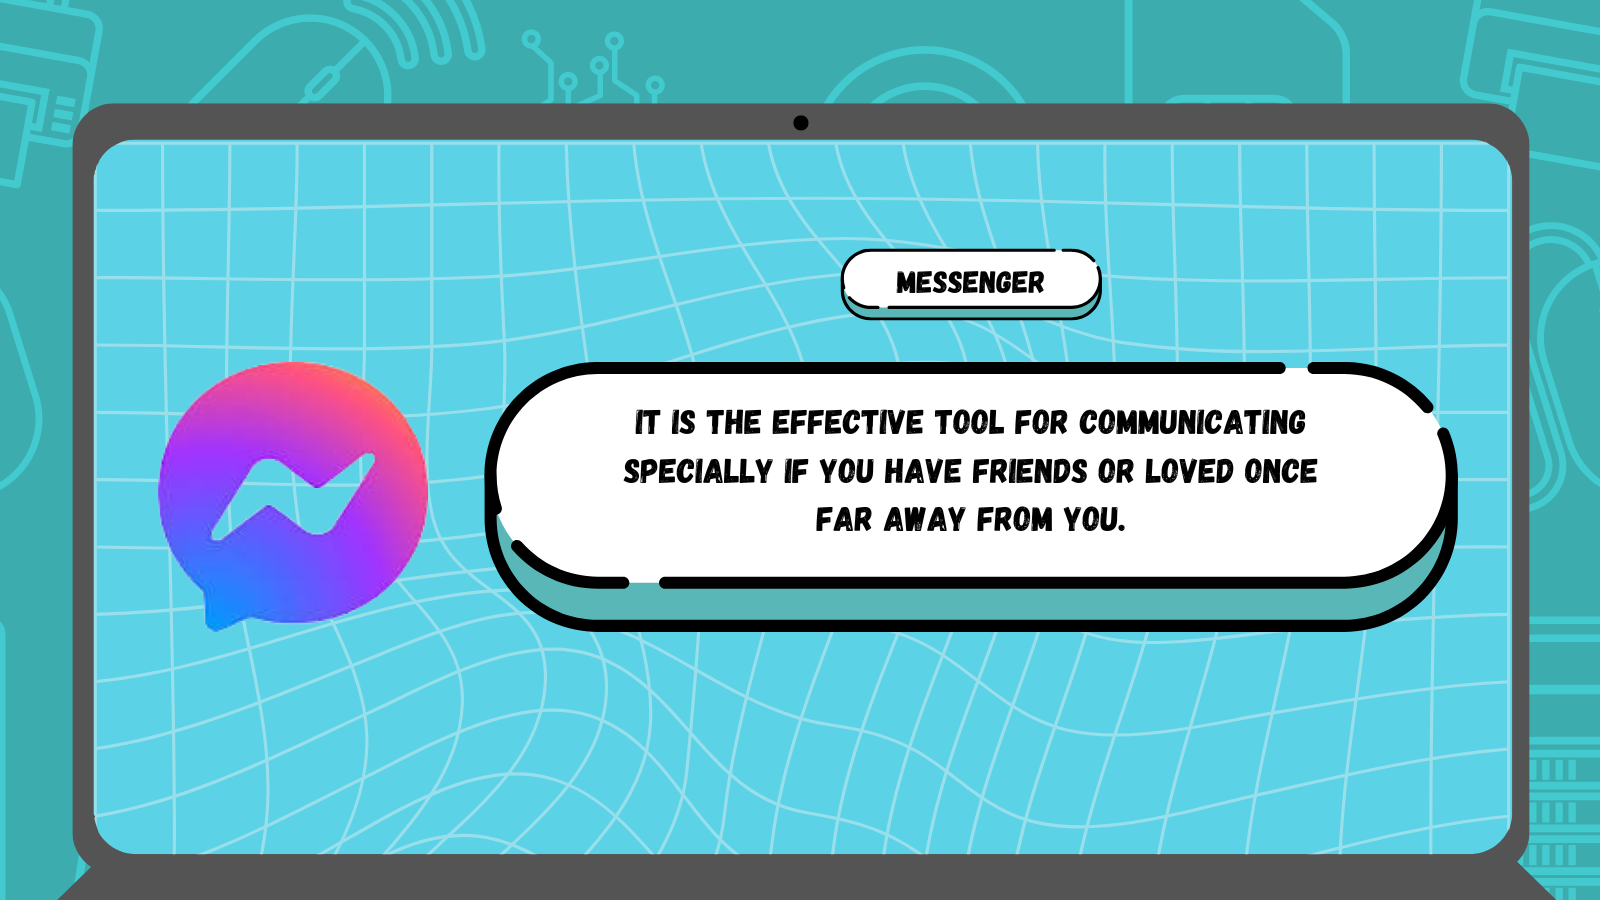 MESSENGER
IT IS THE EFFECTIVE TOOL FOR COMMUNICATING
SPECIALLY IF YOU HAVE FRIENDS OR LOVED ONCE
FAR AWAY FROM YOU.